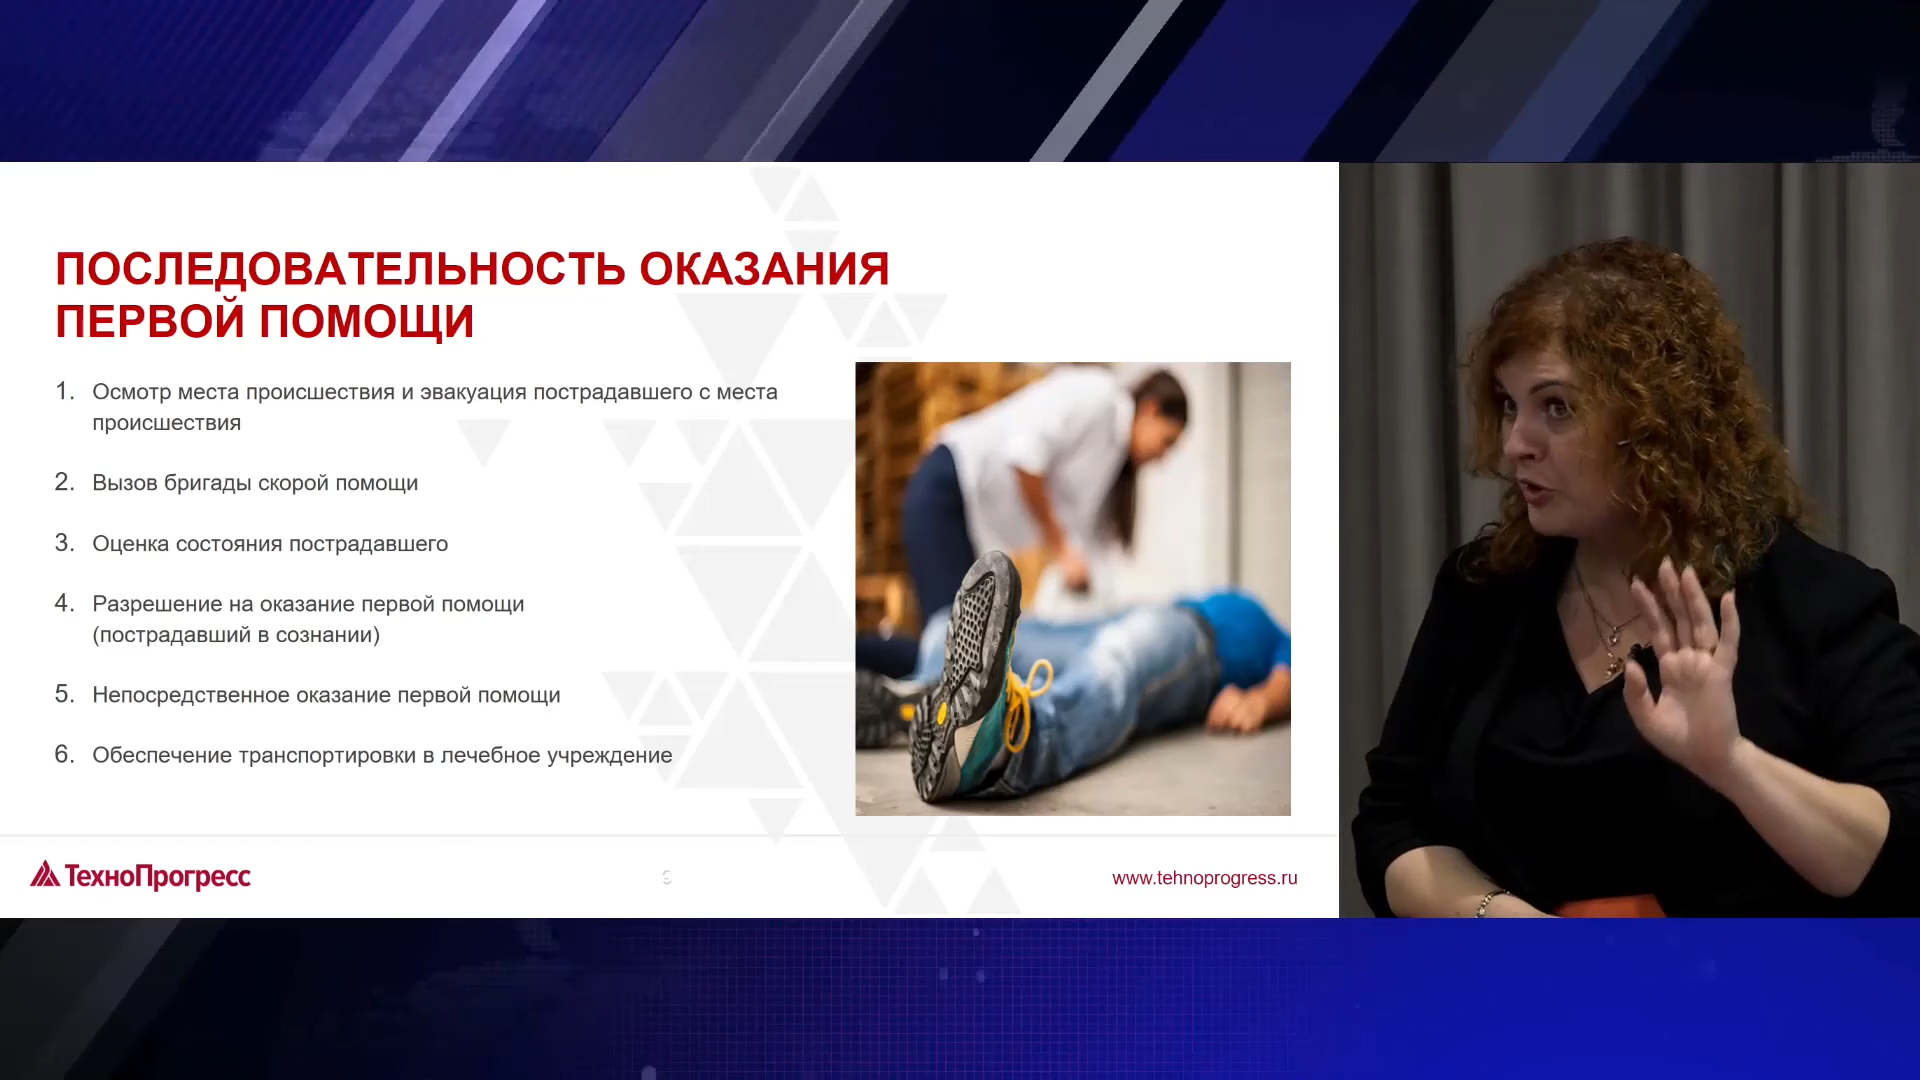 ПОСЛЕДОВАТЕЛЬНОСТЬ ОКАЗАНИЯ
ПЕРВОЙ ПОМОЩИ
1. Осмотр места происшествия и эвакуация пострадавшего с места
происшествия
2. Вызов бригады скорой помощи
3. Оценка состояния пострадавшего
4. Разрешение на оказание первой помощи
(пострадавший в сознании)
5. Непосредственное оказание первой помощи
6. Обеспечение транспортировки в лечебное учреждение
ТехноПрогресс
www.tehnoprogress.ru